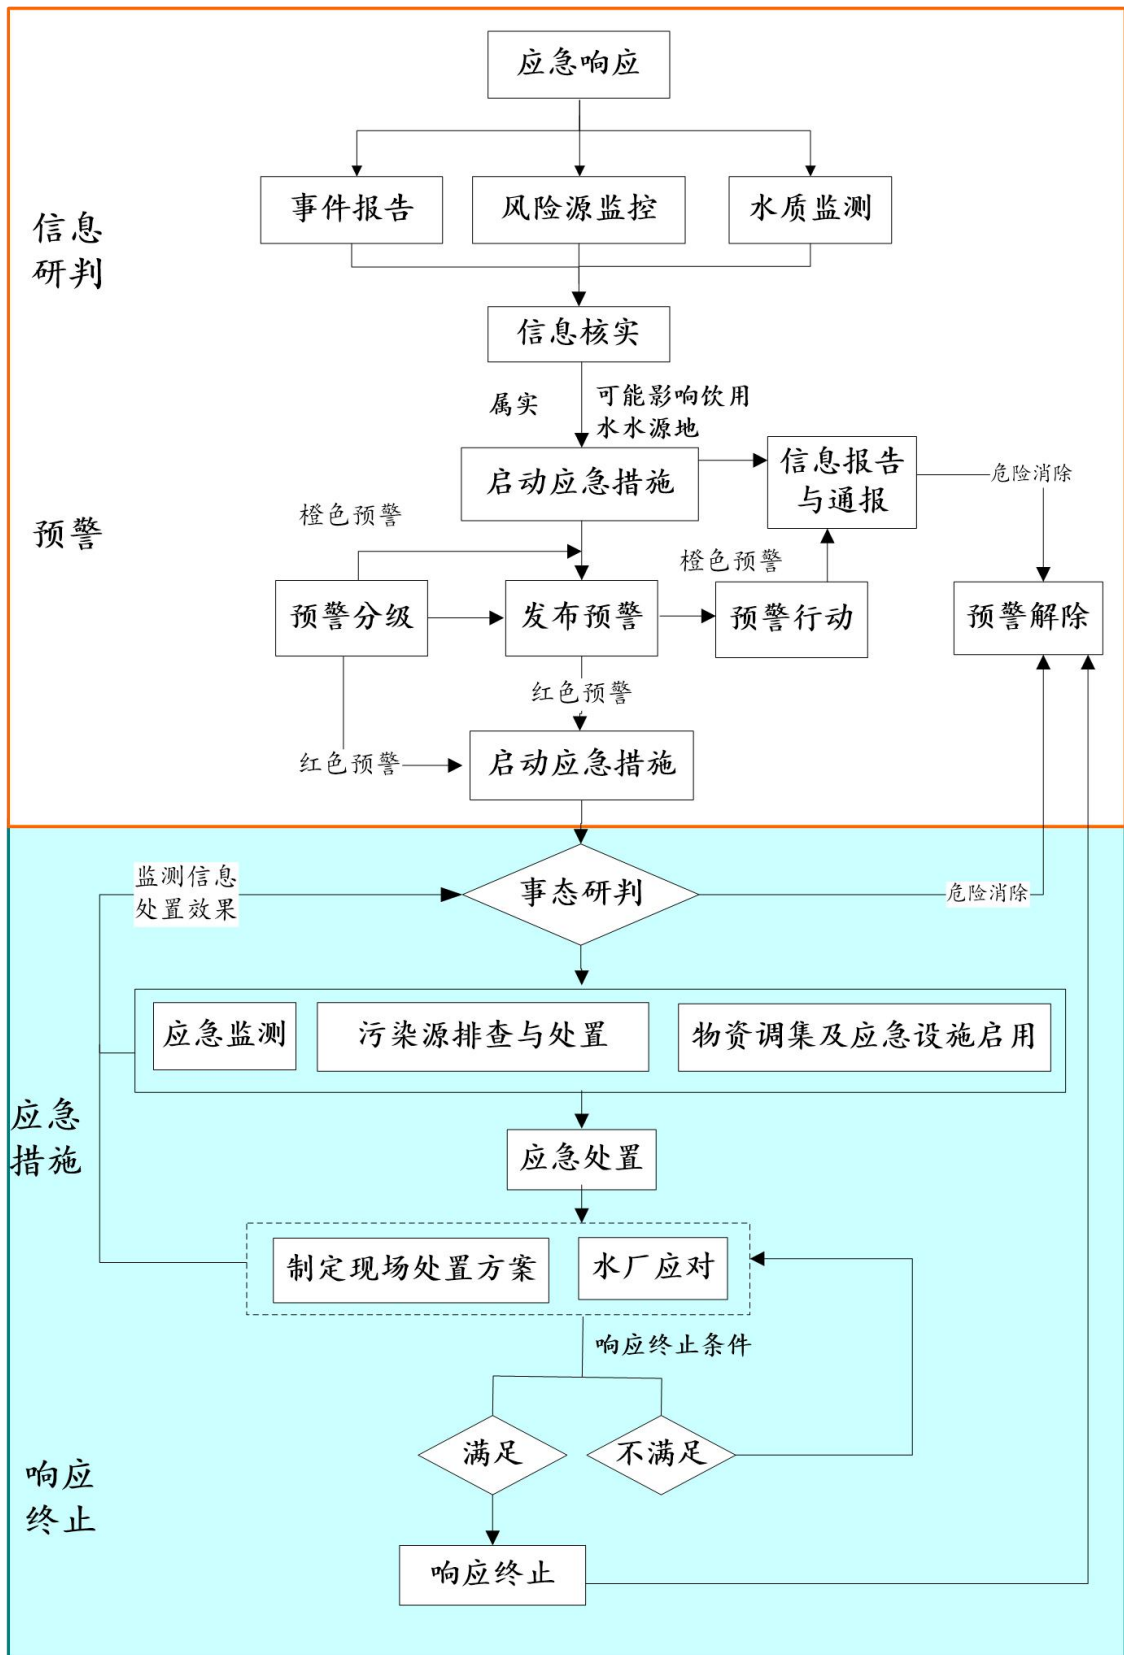 应急响应
事件报告
风险源监控
水质监测
信息
研判
信息核实
属实
可能影响饮用
水水源地
启动应急措施
信息报告
与通报
危险消除
预警
橙色预警
橙色预警
预警分级
发布预警
预警行动
预警解除
红色预警
红色预警
启动应急措施
监测信息
处置效果
事态研判
危险消除
应急监测
污染源排查与处置
物资调集及应急设施启用
应急
措施
应急处置
制定现场处置方案
水厂应对
响应终止条件
满足
不满足
响应
终止
响应终止